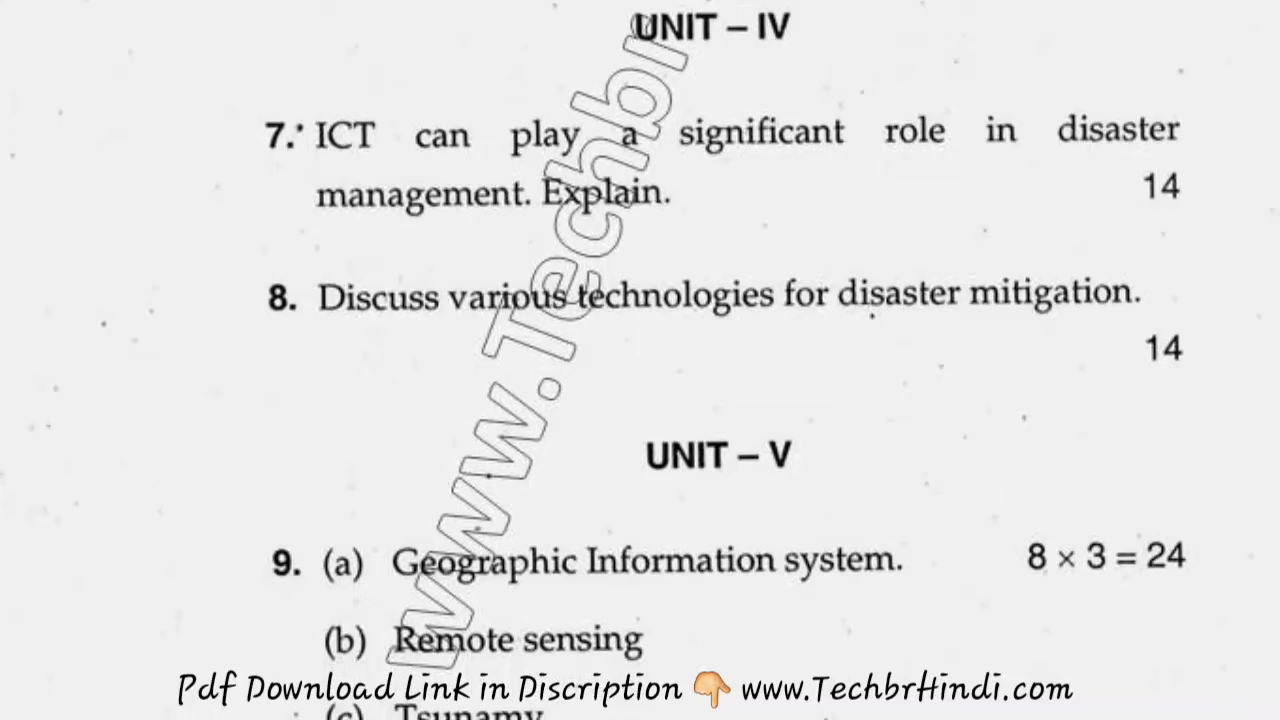 UNIT – IV
7. ICT can play a significant role in disaster
management. Explain. 14
8. Discuss various technologies for disaster mitigation.
14
UNIT – V
9. (a) Geographic Information system. 8 × 3 = 24
(b) Remote sensing
Pdf Download Link in Discription 👇 www.TechbrHindi.com
(c) Tsunamy
www.Techbr